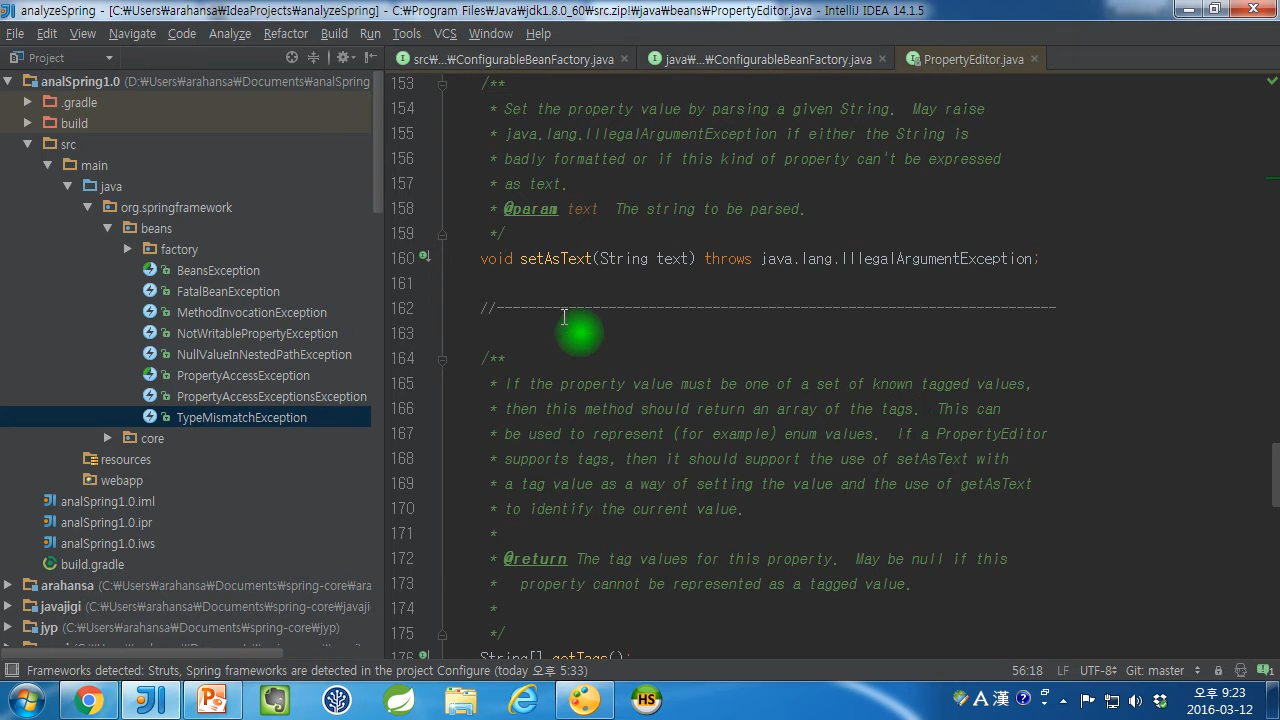 analyzeSpring - [C:\Users\arahansa\IdeaProjects\analyzeSpring] - C:\Program Files\Java\jdk1.8.0_60\src.zip!\java\beans\PropertyEditor.java - IntelliJ IDEA 14.1.5
File Edit View Navigate Code Analyze Refactor Build Run Tools VCS Window Help
Project
src₩...₩ConfigurableBeanFactory.java
java₩...₩ConfigurableBeanFactory.java
PropertyEditor.java
analSpring1.0 (D:₩Users₩arahansa₩Documents₩analSpring
.gradle
build
src
main
java
org.springframework
beans
factory
BeansException
FatalBeanException
MethodInvocationException
NotWritablePropertyException
NullValueInNestedPathException
PropertyAccessException
PropertyAccessExceptionsException
TypeMismatchException
core
resources
webapp
analSpring1.0.iml
analSpring1.0.ipr
analSpring1.0.iws
build.gradle
arahansa (C:₩Users₩arahansa₩Documents₩spring-core₩ara
javajigi (C:₩Users₩arahansa₩Documents₩spring-core₩javaji
jyp (C:₩Users₩arahansa₩Documents₩spring-core₩jyp)
153 /**
154 * Set the property value by parsing a given String. May raise
155 * java.lang.IllegalArgumentException if either the String is
156 * badly formatted or if this kind of property can't be expressed
157 * as text.
158 * @param text The string to be parsed.
159 */
160 void setAsText(String text) throws java.lang.IllegalArgumentException;
161
162 //----------------------------------------------------------------------
163
164 /**
165 * If the property value must be one of a set of known tagged values,
166 * then this method should return an array of the tags. This can
167 * be used to represent (for example) enum values. If a PropertyEditor
168 * supports tags, then it should support the use of setAsText with
169 * a tag value as a way of setting the value and the use of getAsText
170 * to identify the current value.
171 *
172 * @return The tag values for this property. May be null if this
173 * property cannot be represented as a tagged value.
174 *
175 */
176 String[] getTags();
Frameworks detected: Struts, Spring frameworks are detected in the project Configure (today 오후 5:33)
56:18 LF UTF-8 Git: master
HS
A 漢
오후 9:23
2016-03-12